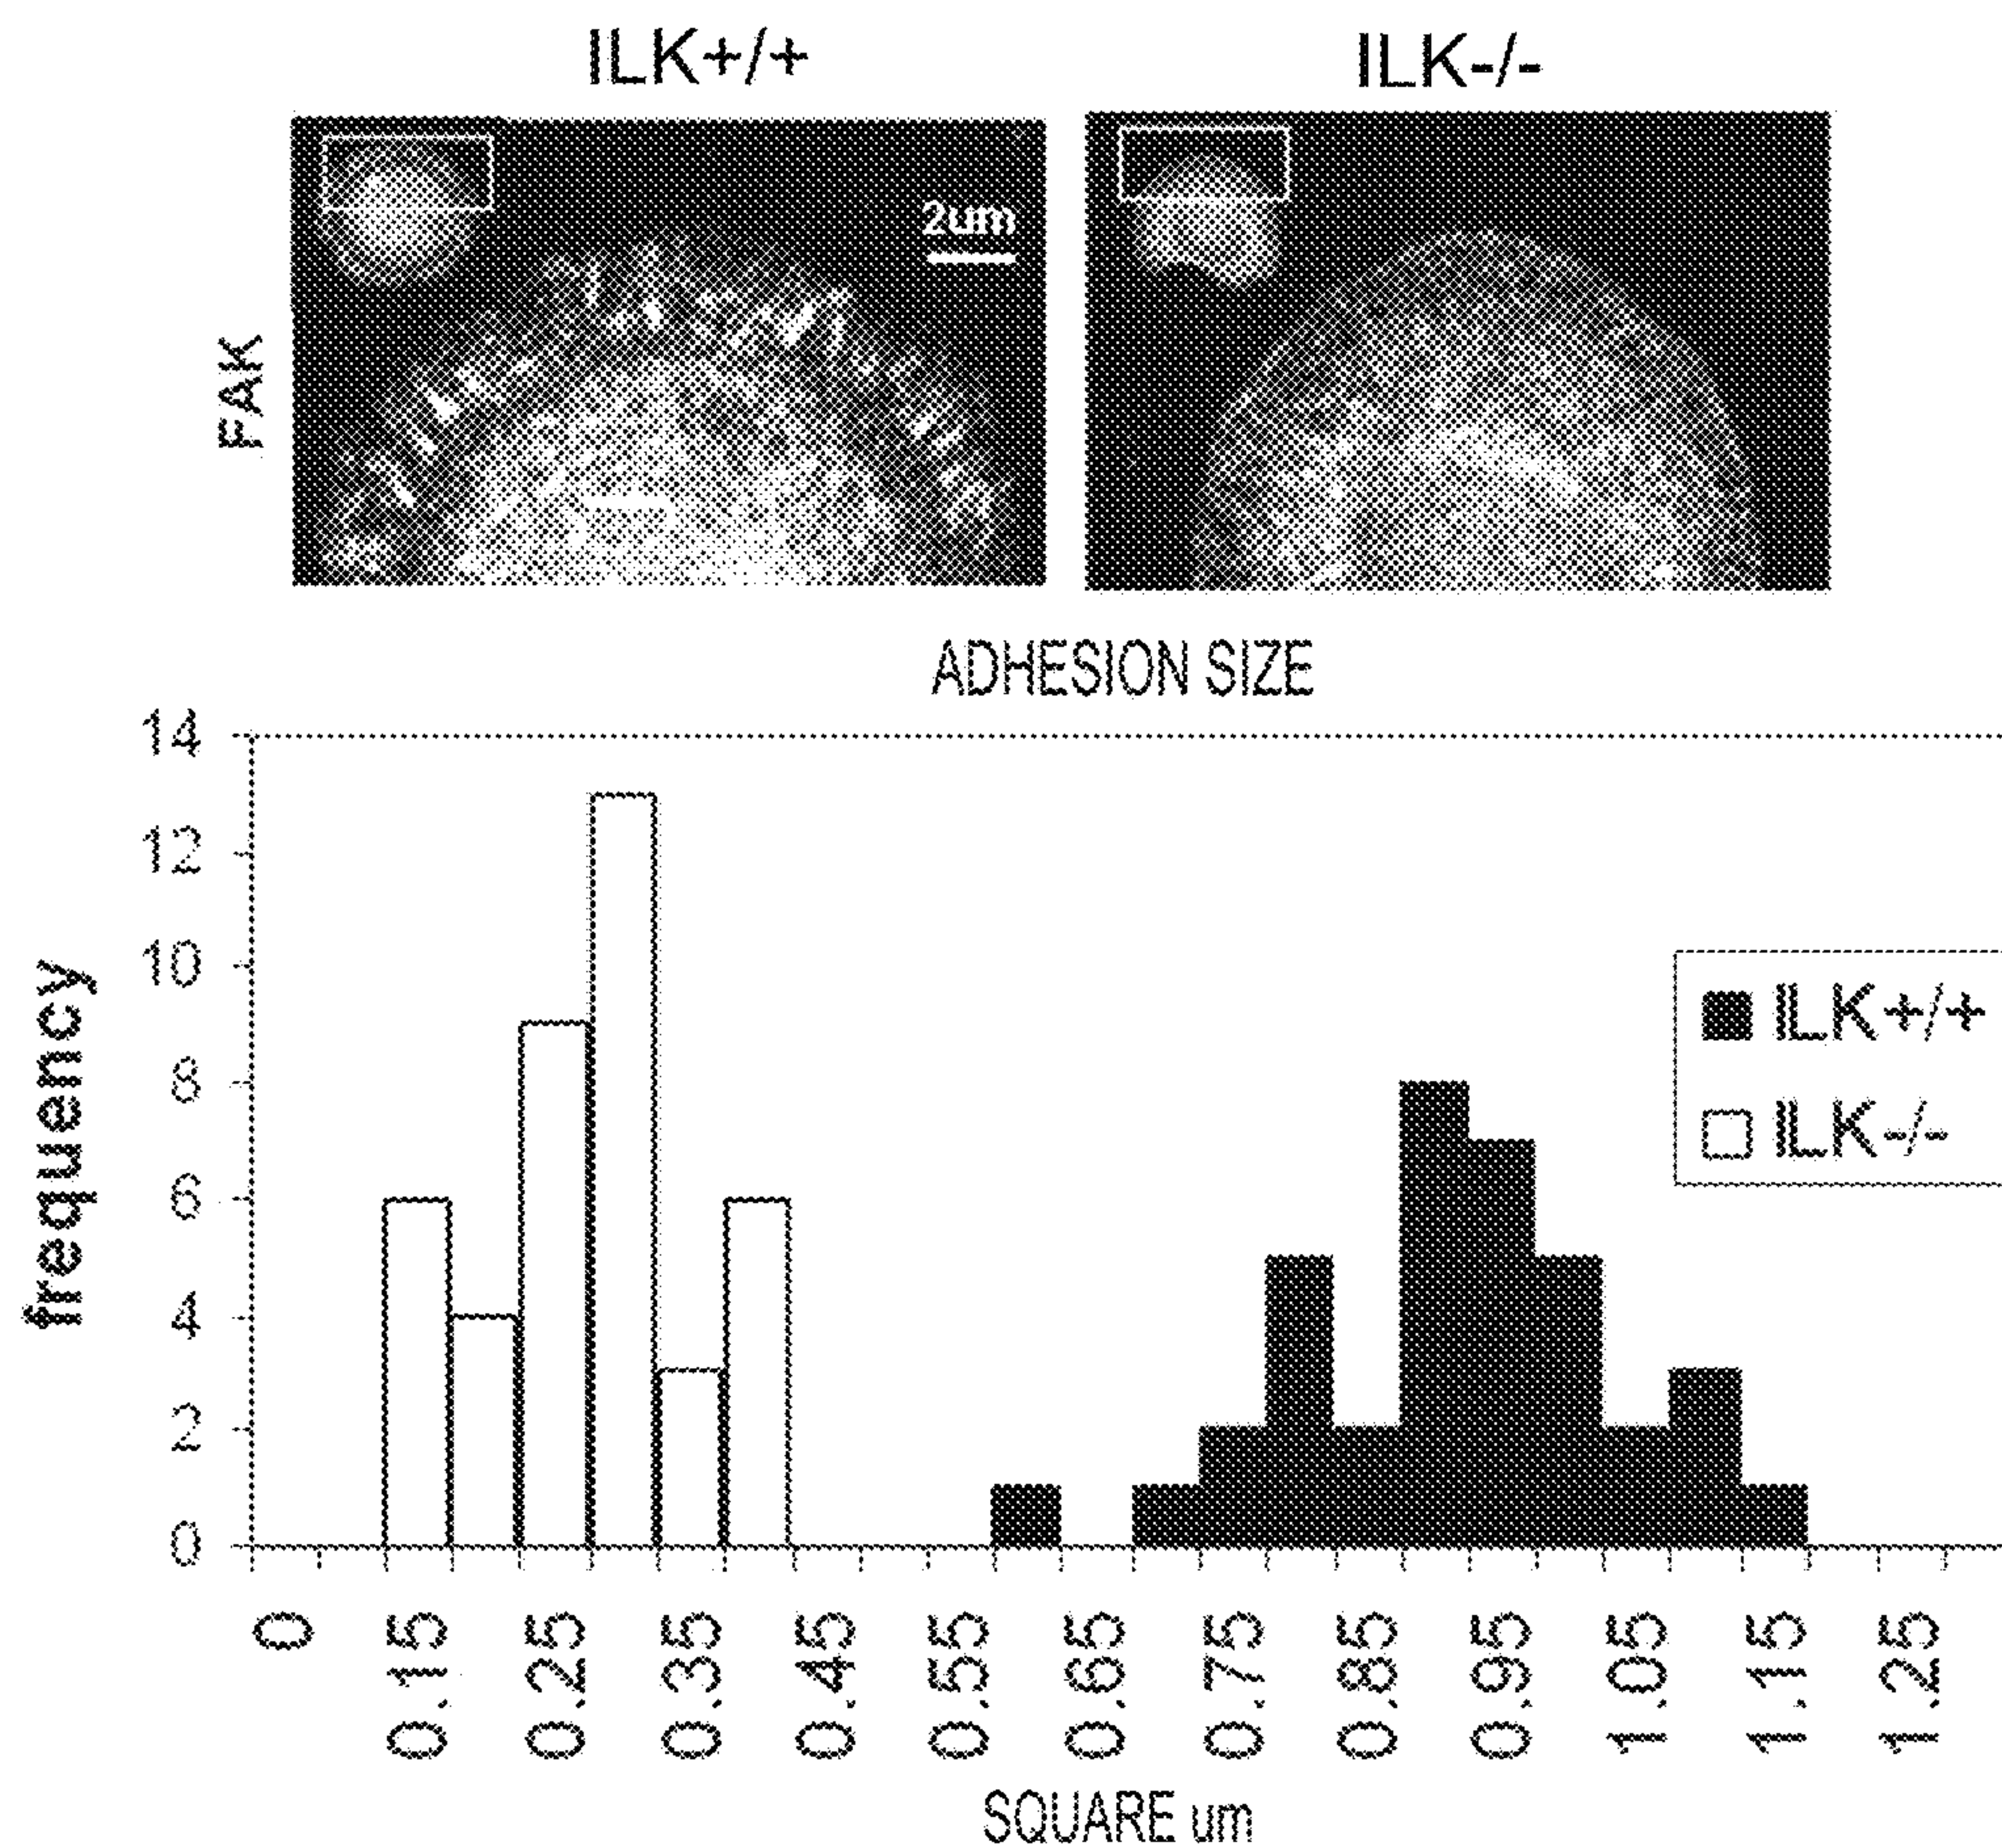 ILK+/+ ILK-/-
2um
FAK
ADHESION SIZE
14
12
10
8
6
4
2
0
frequency
ILK+/+
ILK-/-
0 0.15 0.25 0.35 0.45 0.55 0.65 0.75 0.85 0.95 1.05 1.15 1.25
SQUARE um